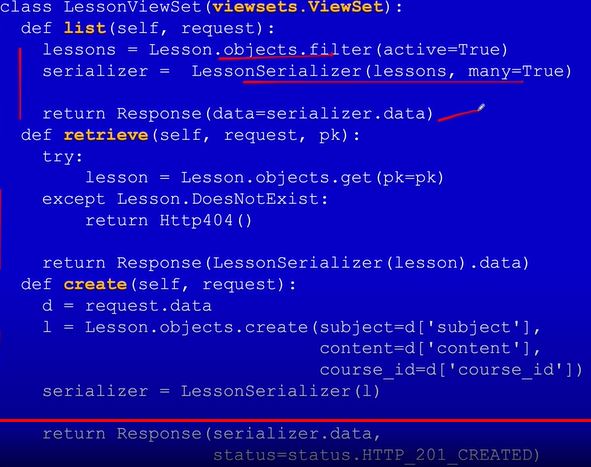 class LessonViewSet(viewsets.ViewSet):
  def list(self, request):
    lessons = Lesson.objects.filter(active=True)
    serializer =  LessonSerializer(lessons, many=True)
    return Response(data=serializer.data)
  def retrieve(self, request, pk):
    try:
        lesson = Lesson.objects.get(pk=pk)
    except Lesson.DoesNotExist:
        return Http404()
    return Response(LessonSerializer(lesson).data)
  def create(self, request):
    d = request.data
    l = Lesson.objects.create(subject=d['subject'],
                              content=d['content'],
                              course_id=d['course_id'])
    serializer = LessonSerializer(l)
    return Response(serializer.data,
                    status=status.HTTP_201_CREATED)